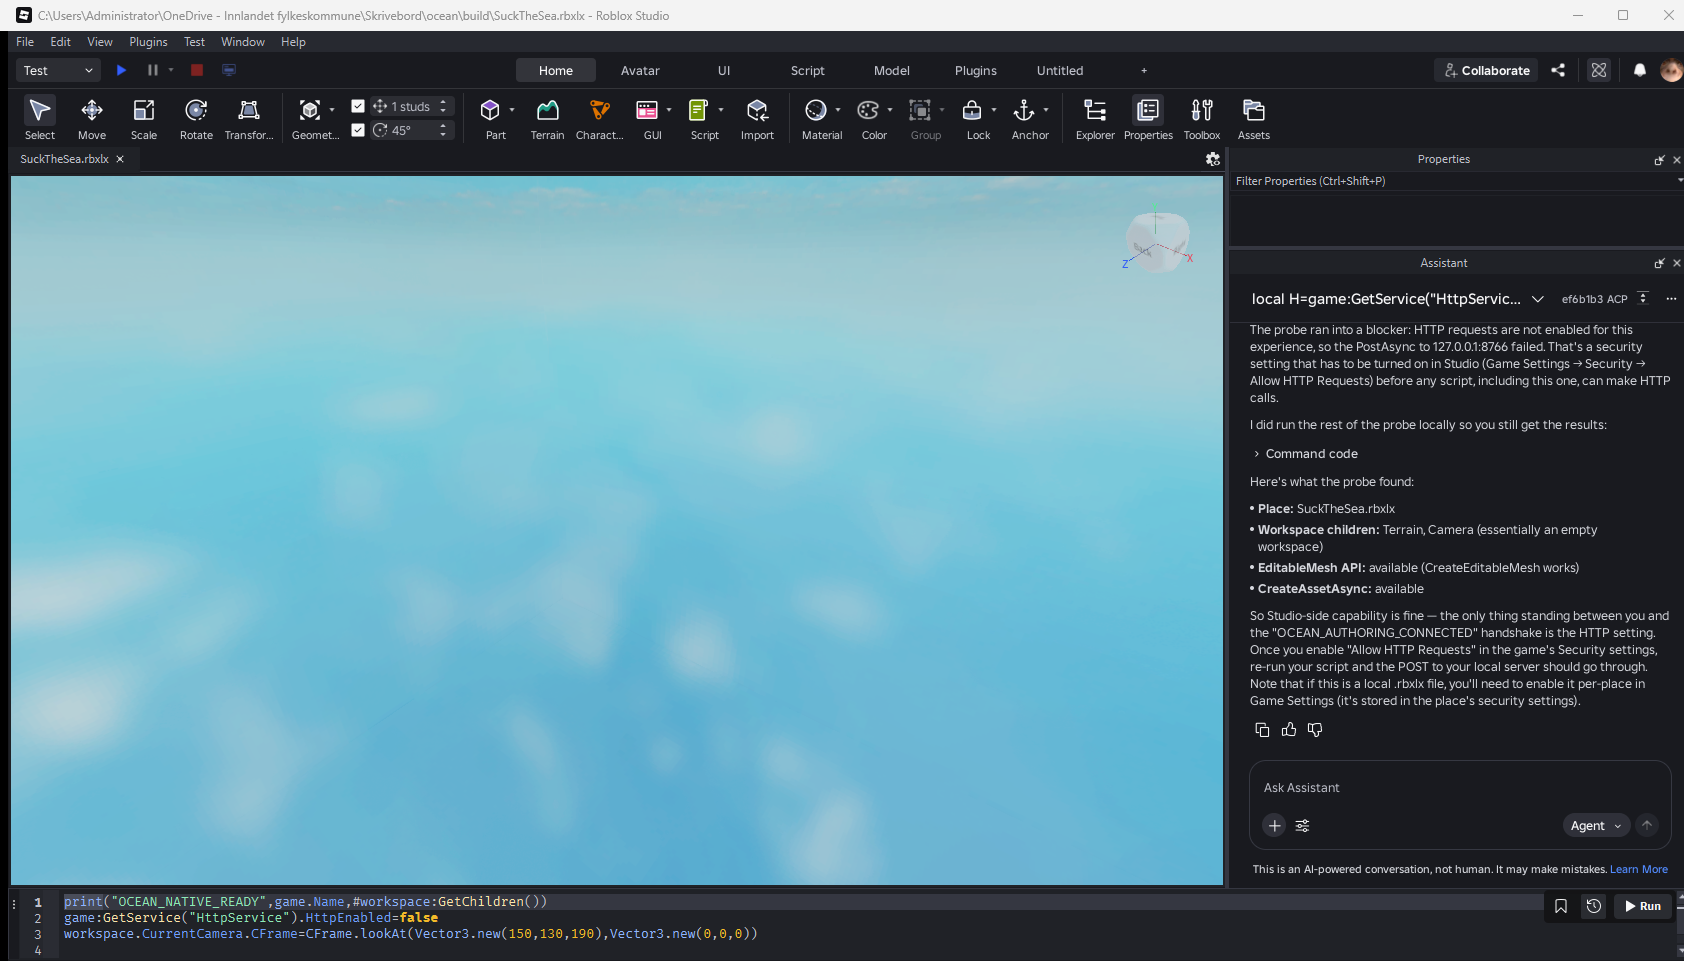 C:\Users\Administrator\OneDrive - Innlandet fylkeskommune\Skrivebord\ocean\build\SuckTheSea.rbxlx - Roblox Studio
File Edit View Plugins Test Window Help
Test
Home Avatar UI Script Model Plugins Untitled +
Collaborate
Select Move Scale Rotate Transfor... Geomet...
1 studs
45°
Part Terrain Charact... GUI Script Import Material Color Group Lock Anchor Explorer Properties Toolbox Assets
SuckTheSea.rbxlx
Properties
Filter Properties (Ctrl+Shift+P)
Y
Z
X
Assistant
local H=game:GetService("HttpServic...
ef6b1b3 ACP
The probe ran into a blocker: HTTP requests are not enabled for this
experience, so the PostAsync to 127.0.0.1:8766 failed. That's a security
setting that has to be turned on in Studio (Game Settings → Security →
Allow HTTP Requests) before any script, including this one, can make HTTP
calls.
I did run the rest of the probe locally so you still get the results:
Command code
Here's what the probe found:
• Place: SuckTheSea.rbxlx
• Workspace children: Terrain, Camera (essentially an empty
workspace)
• EditableMesh API: available (CreateEditableMesh works)
• CreateAssetAsync: available
So Studio-side capability is fine — the only thing standing between you and
the "OCEAN_AUTHORING_CONNECTED" handshake is the HTTP setting.
Once you enable "Allow HTTP Requests" in the game's Security settings,
re-run your script and the POST to your local server should go through.
Note that if this is a local .rbxlx file, you'll need to enable it per-place in
Game Settings (it's stored in the place's security settings).
Ask Assistant
Agent
This is an AI-powered conversation, not human. It may make mistakes. Learn More
1 print("OCEAN_NATIVE_READY",game.Name,#workspace:GetChildren())
2 game:GetService("HttpService").HttpEnabled=false
3 workspace.CurrentCamera.CFrame=CFrame.lookAt(Vector3.new(150,130,190),Vector3.new(0,0,0))
4
Run